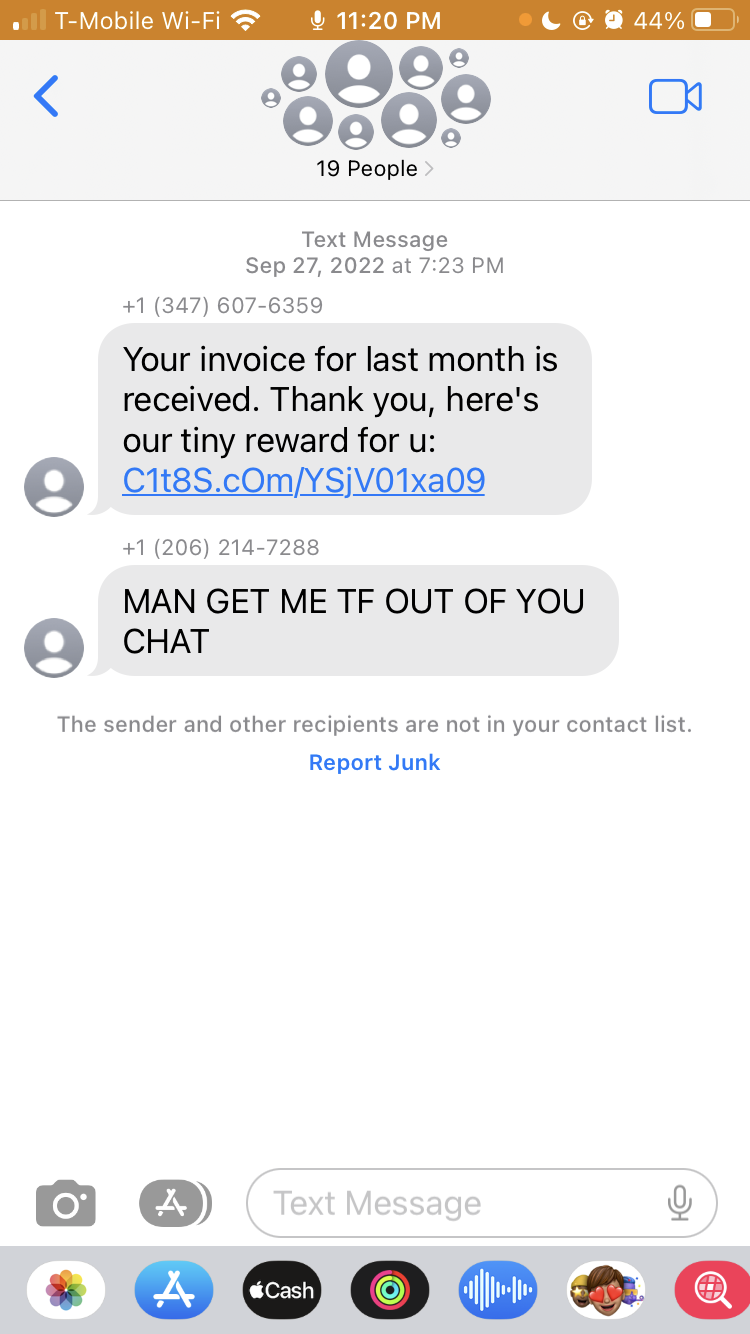 T-Mobile Wi-Fi 11:20 PM 44%
19 People
Text Message
Sep 27, 2022 at 7:23 PM
+1 (347) 607-6359
Your invoice for last month is
received. Thank you, here's
our tiny reward for u:
C1t8S.cOm/YSjV01xa09
+1 (206) 214-7288
MAN GET ME TF OUT OF YOU
CHAT
The sender and other recipients are not in your contact list.
Report Junk
Text Message
Cash